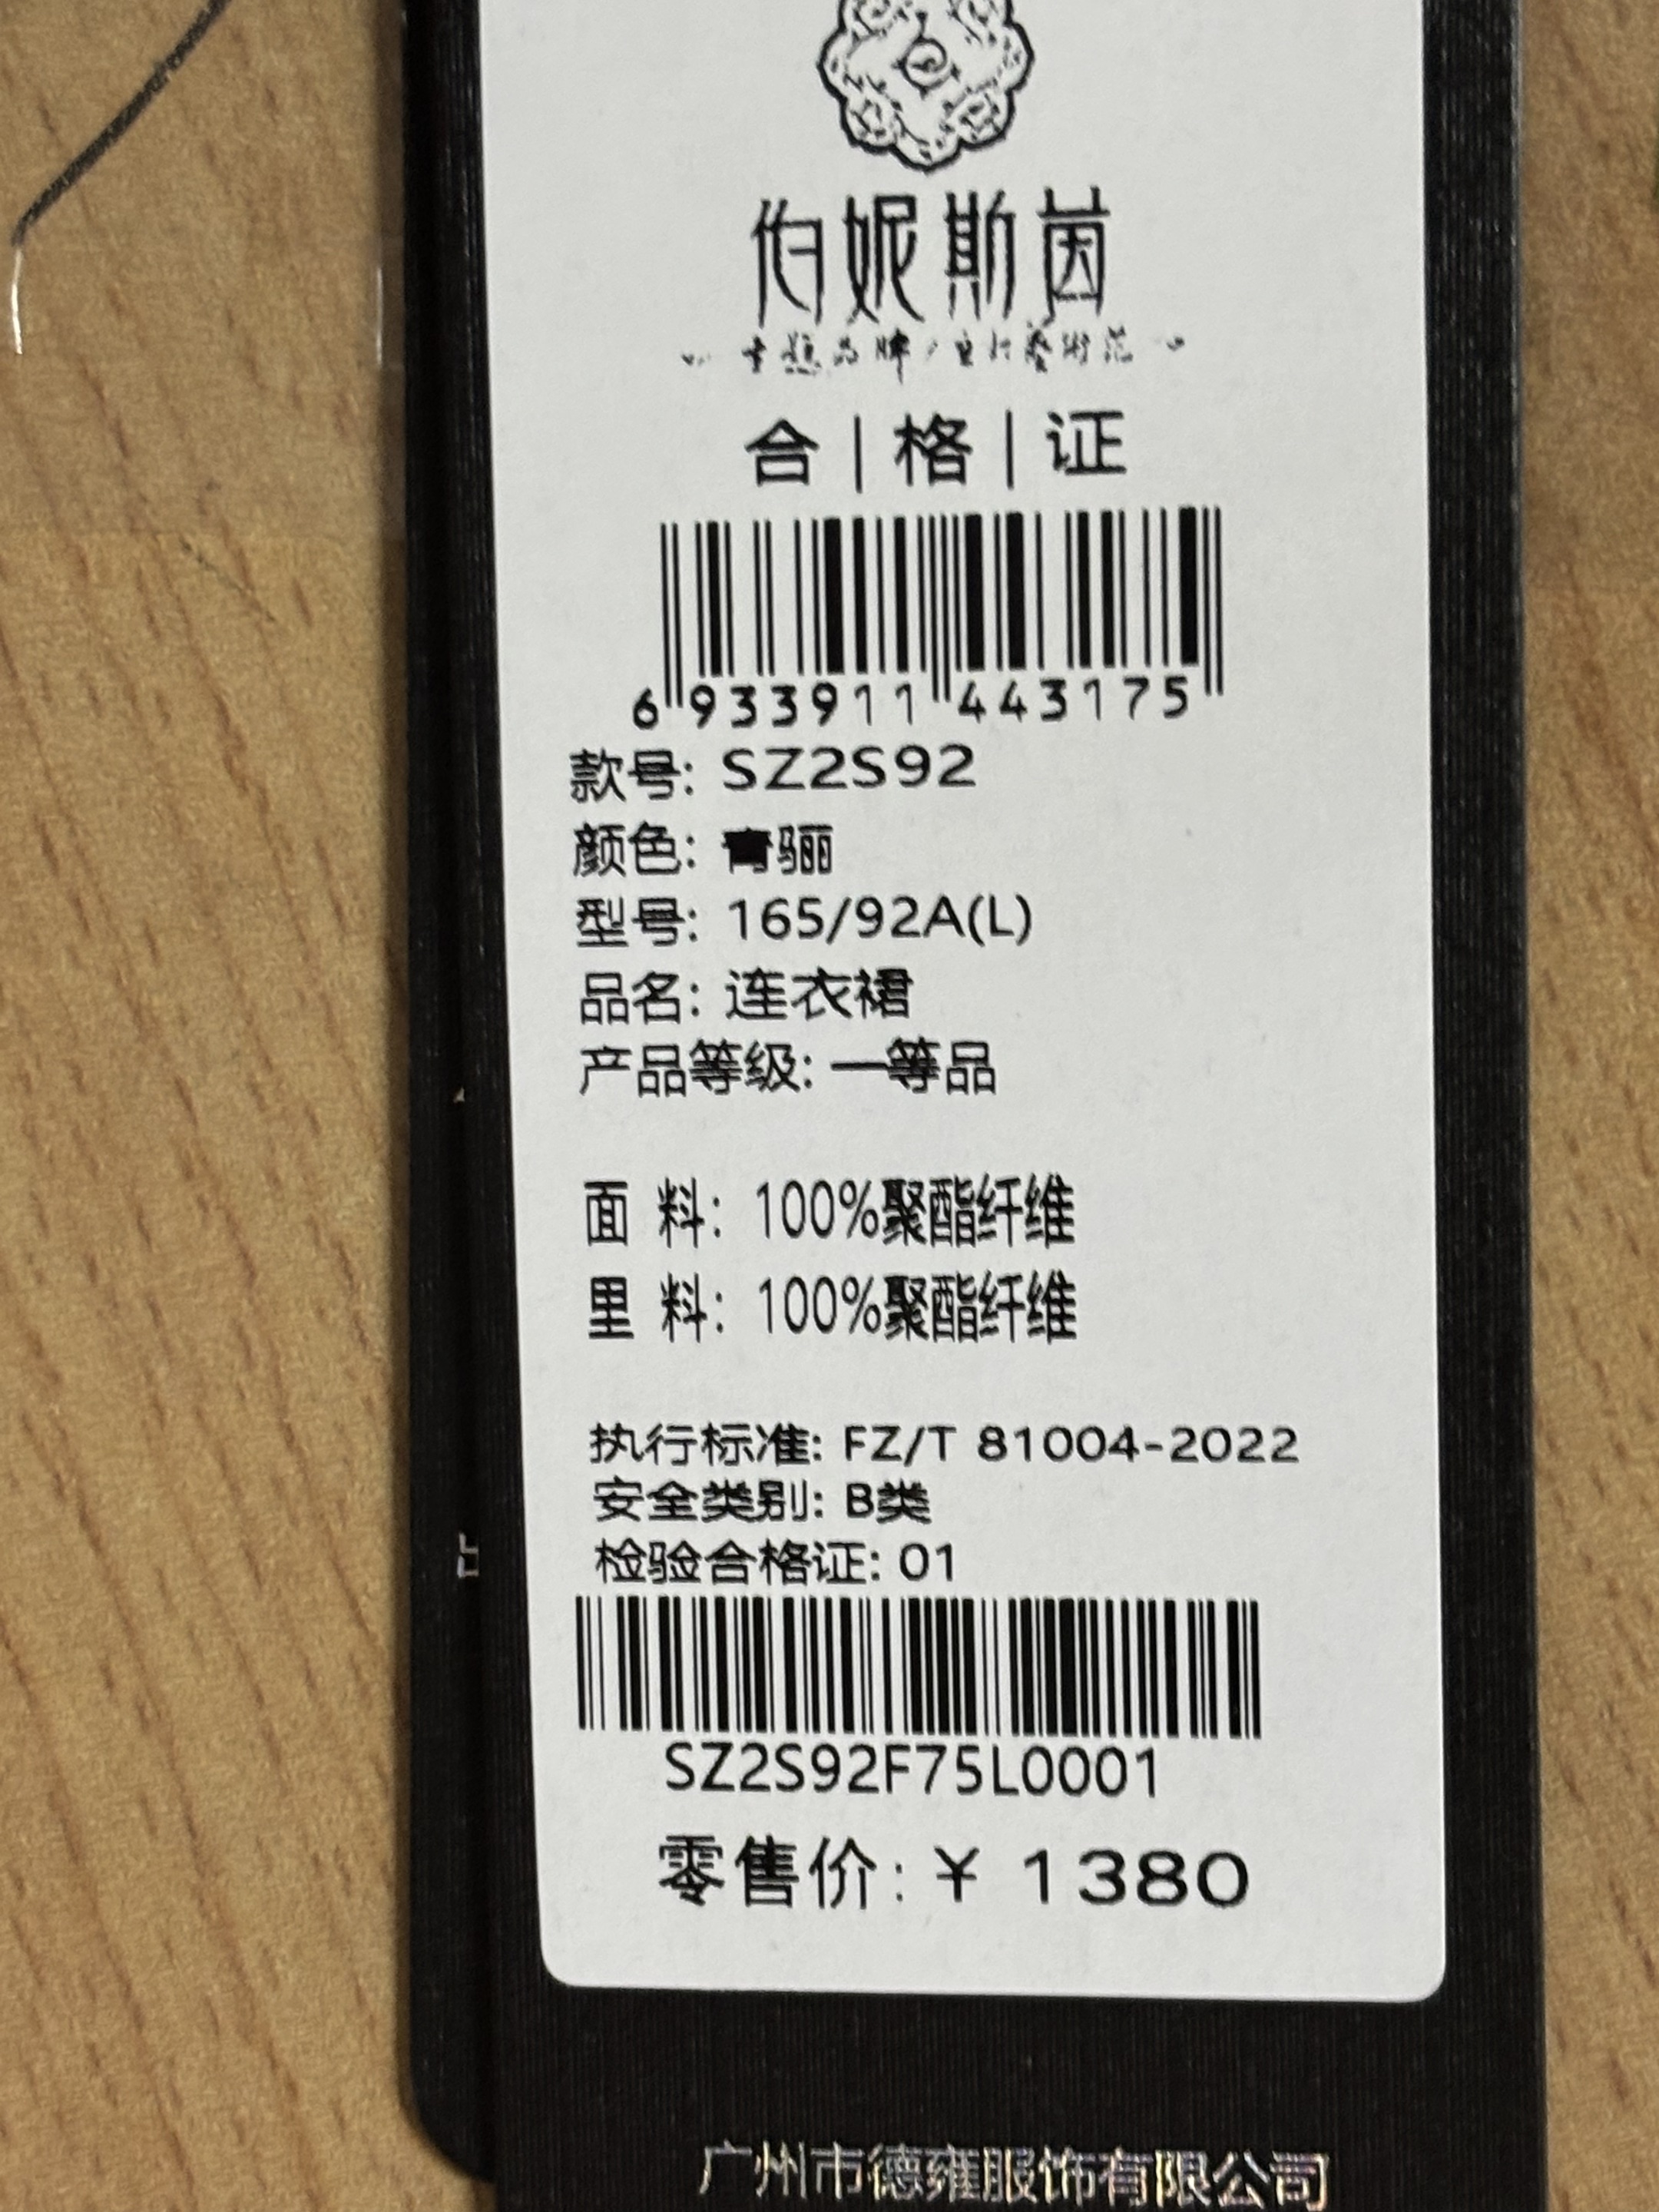 伯妮斯茵
合|格|证
6 933911 443175
款号: SZ2S92
颜色: 青骊
型号: 165/92A(L)
品名: 连衣裙
产品等级: 一等品
面 料: 100%聚酯纤维
里 料: 100%聚酯纤维
执行标准: FZ/T 81004-2022
安全类别: B类
检验合格证: 01
SZ2S92F75L0001
零售价: ¥ 1380
广州市德雍服饰有限公司